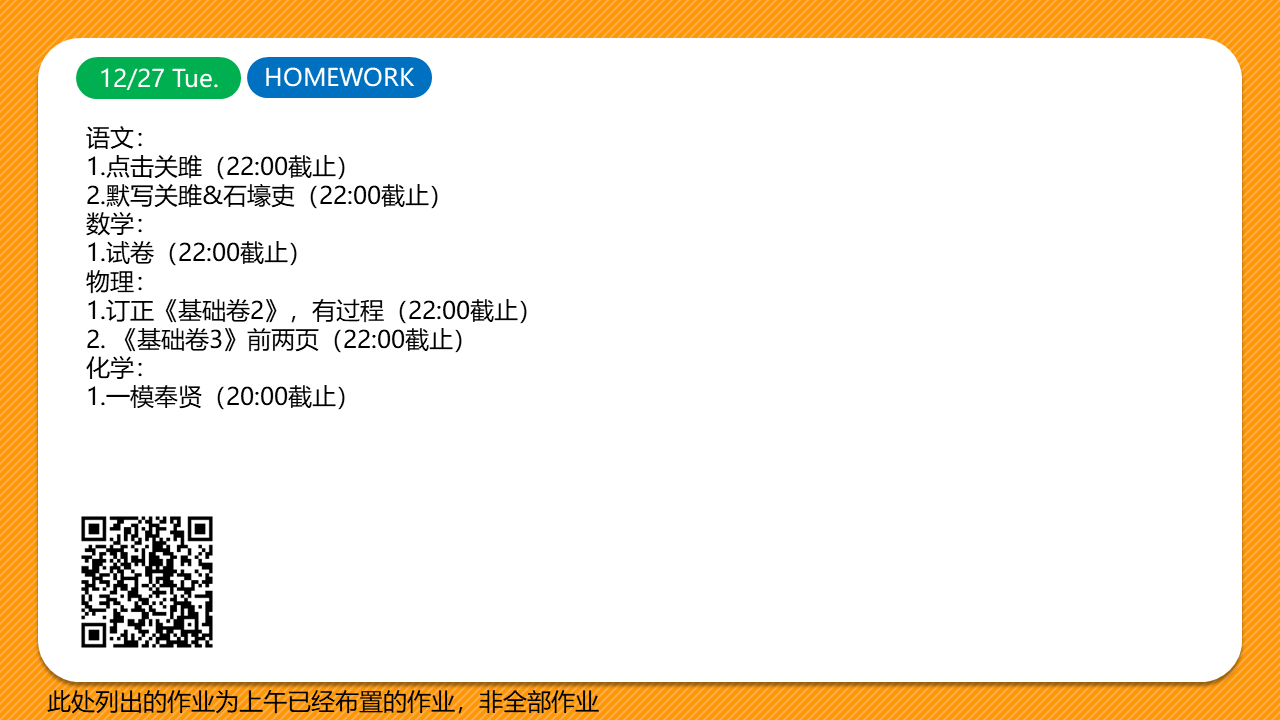 12/27 Tue.
HOMEWORK
语文：
1.点击关雎（22:00截止）
2.默写关雎&石壕吏（22:00截止）
数学：
1.试卷（22:00截止）
物理：
1.订正《基础卷2》，有过程（22:00截止）
2. 《基础卷3》前两页（22:00截止）
化学：
1.一模奉贤（20:00截止）
此处列出的作业为上午已经布置的作业，非全部作业